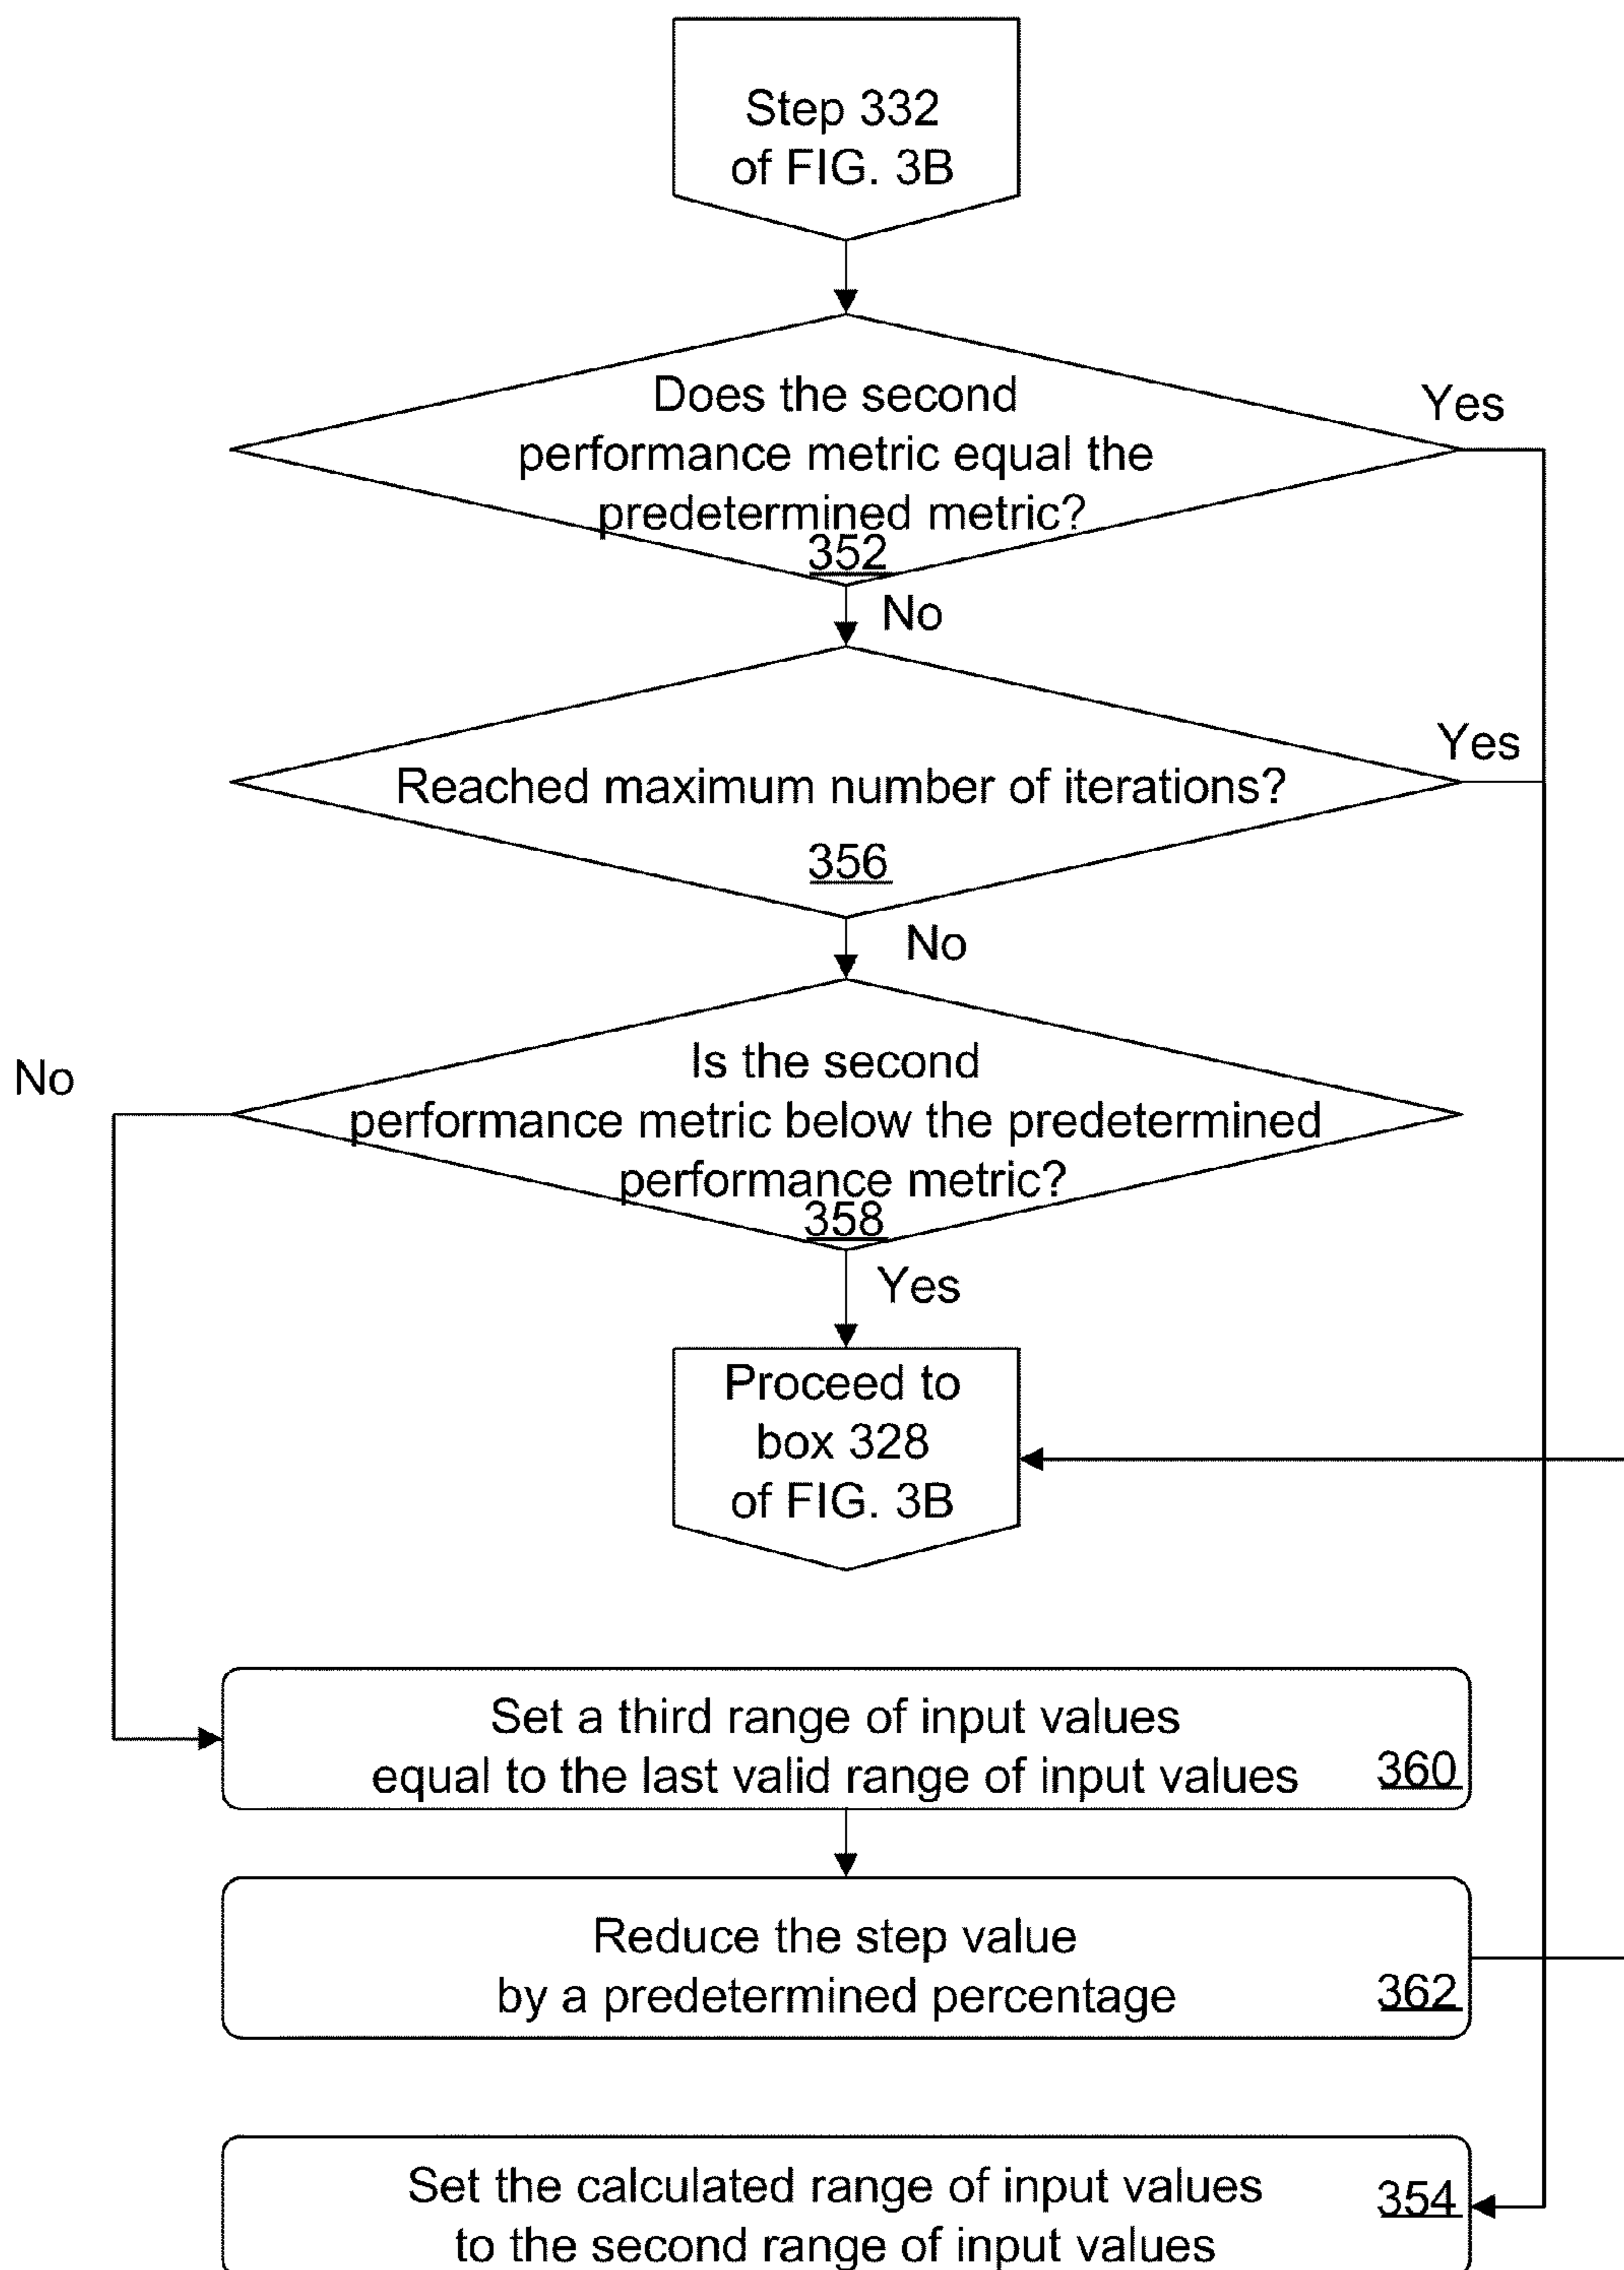 Step 332
of FIG. 3B
Does the second
performance metric equal the
predetermined metric?
352
Yes
No
Reached maximum number of iterations?
356
Yes
No
Is the second
performance metric below the predetermined
performance metric?
358
No
Yes
Proceed to
box 328
of FIG. 3B
Set a third range of input values
equal to the last valid range of input values
360
Reduce the step value
by a predetermined percentage
362
Set the calculated range of input values
to the second range of input values
354